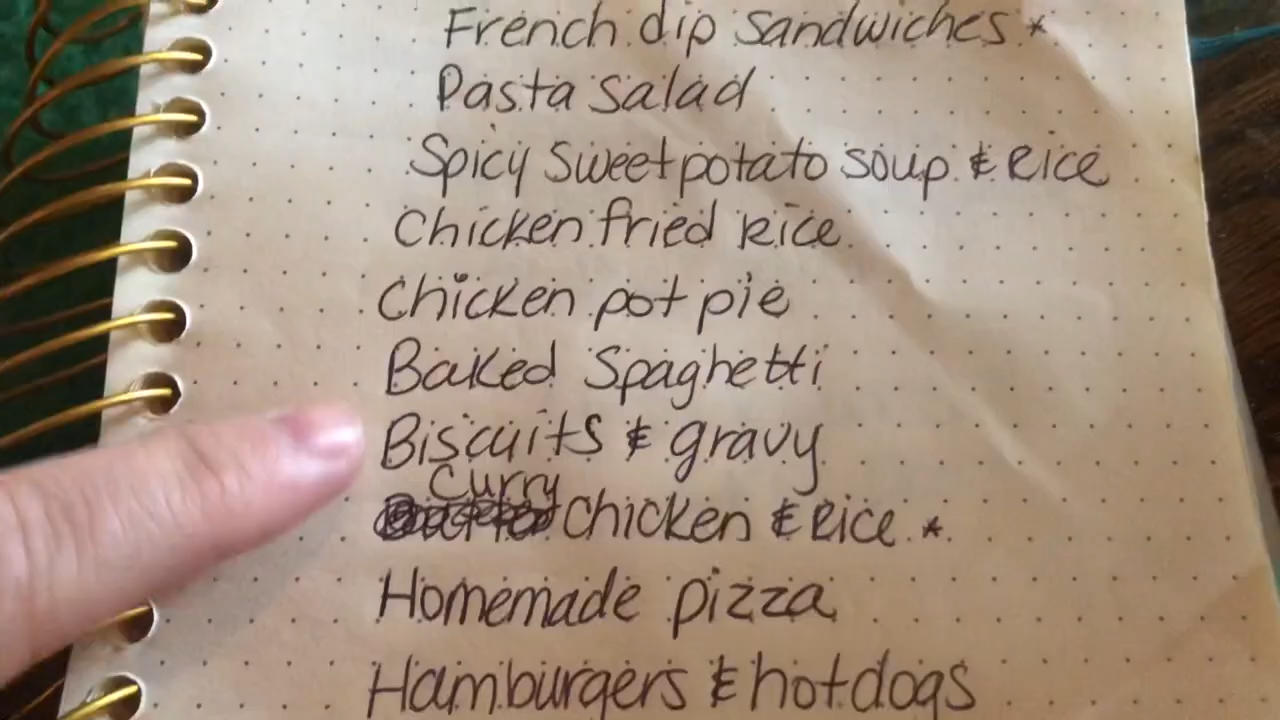 French dip sandwiches *
Pasta Salad
Spicy Sweet potato soup & Rice
Chicken fried Rice
Chicken pot pie
Baked Spaghetti
Biscuits & gravy
Curry
Chicken & Rice *
Homemade pizza
Hamburgers & hotdogs